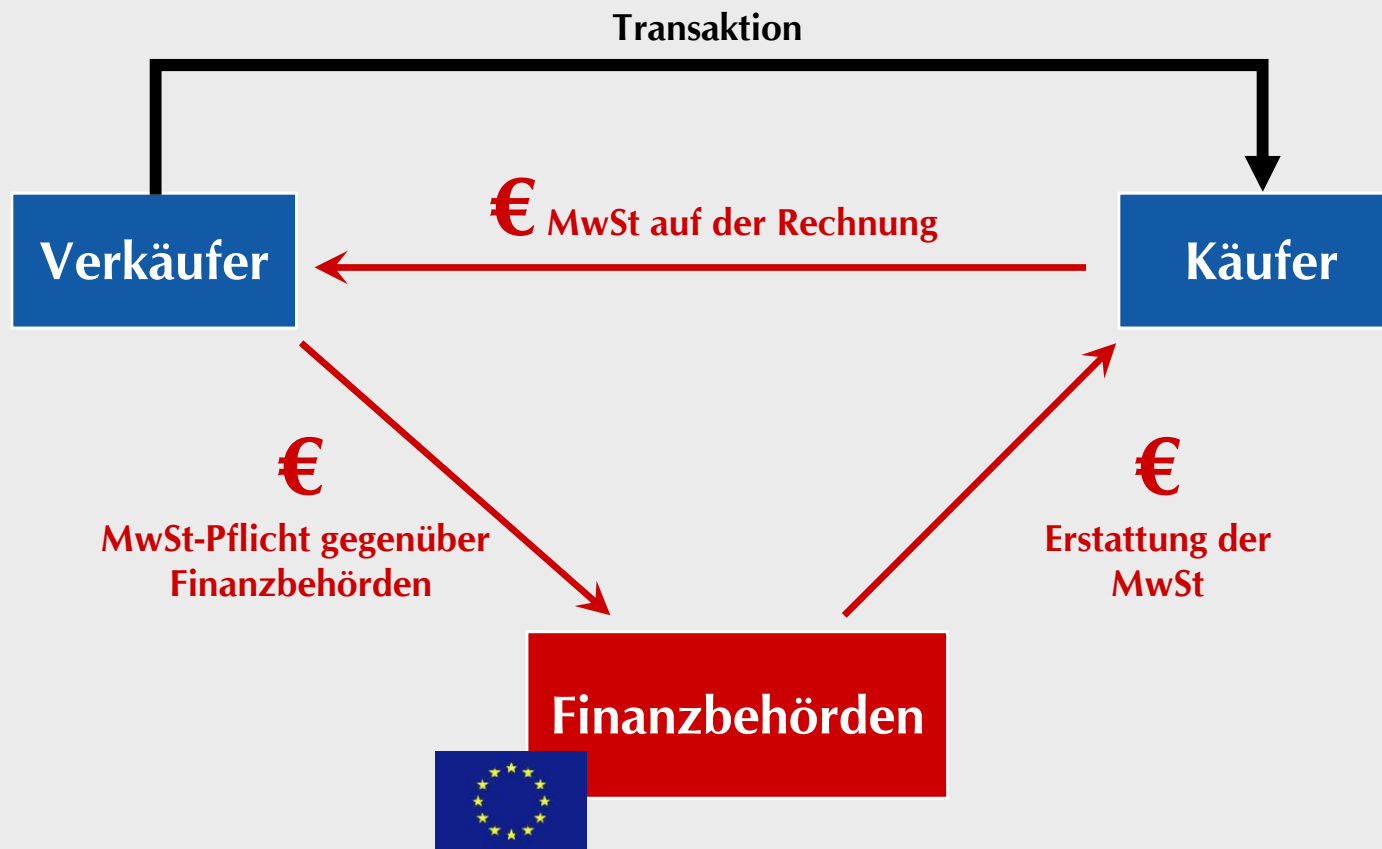 Transaktion
€ MwSt auf der Rechnung
Verkäufer
Käufer
€
MwSt-Pflicht gegenüber
Finanzbehörden
€
Erstattung der
MwSt
Finanzbehörden